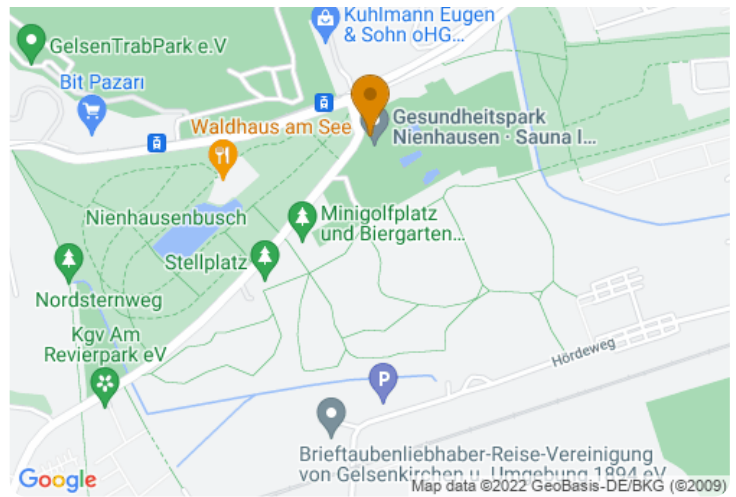 Kuhlmann Eugen
& Sohn oHG...
GelsenTrabPark e.V
Bit Pazarı
Waldhaus am See
Gesundheitspark
Nienhausen · Sauna I...
Nienhausenbusch
Minigolfplatz
und Biergarten...
Stellplatz
Nordsternweg
Kgv Am
Revierpark eV
Hördeweg
P
Brieftaubenliebhaber-Reise-Vereinigung
von Gelsenkirchen u. Umgebung 1894 eV
Google
Map data ©2022 GeoBasis-DE/BKG (©2009)